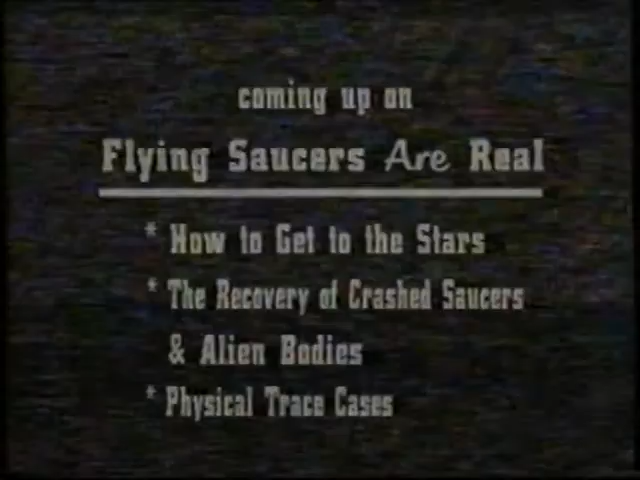 coming up on
Flying Saucers Are Real
* How to Get to the Stars
* The Recovery of Crashed Saucers
& Alien Bodies
* Physical Trace Cases